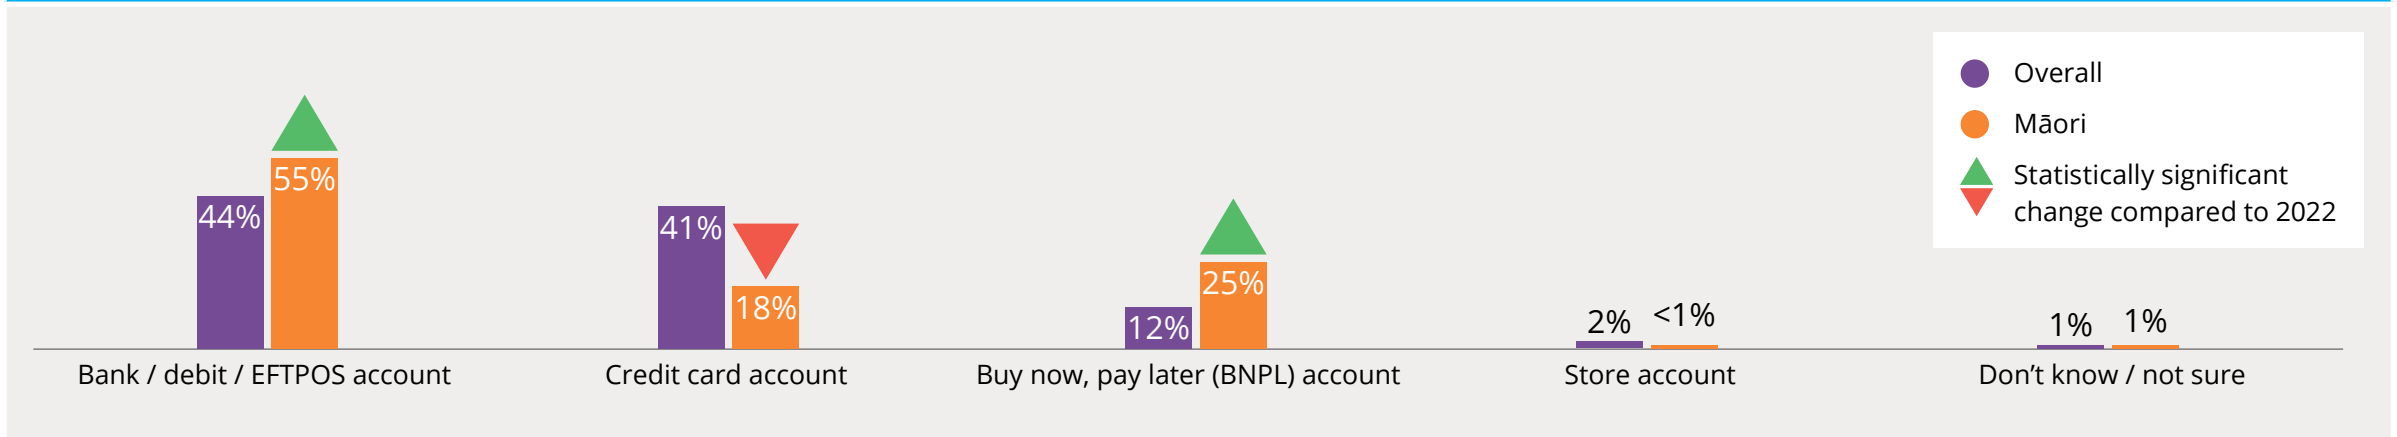 Overall
Māori
Statistically significant
change compared to 2022
44%
55%
41%
18%
12%
25%
2%
<1%
1%
1%
Bank / debit / EFTPOS account
Credit card account
Buy now, pay later (BNPL) account
Store account
Don’t know / not sure